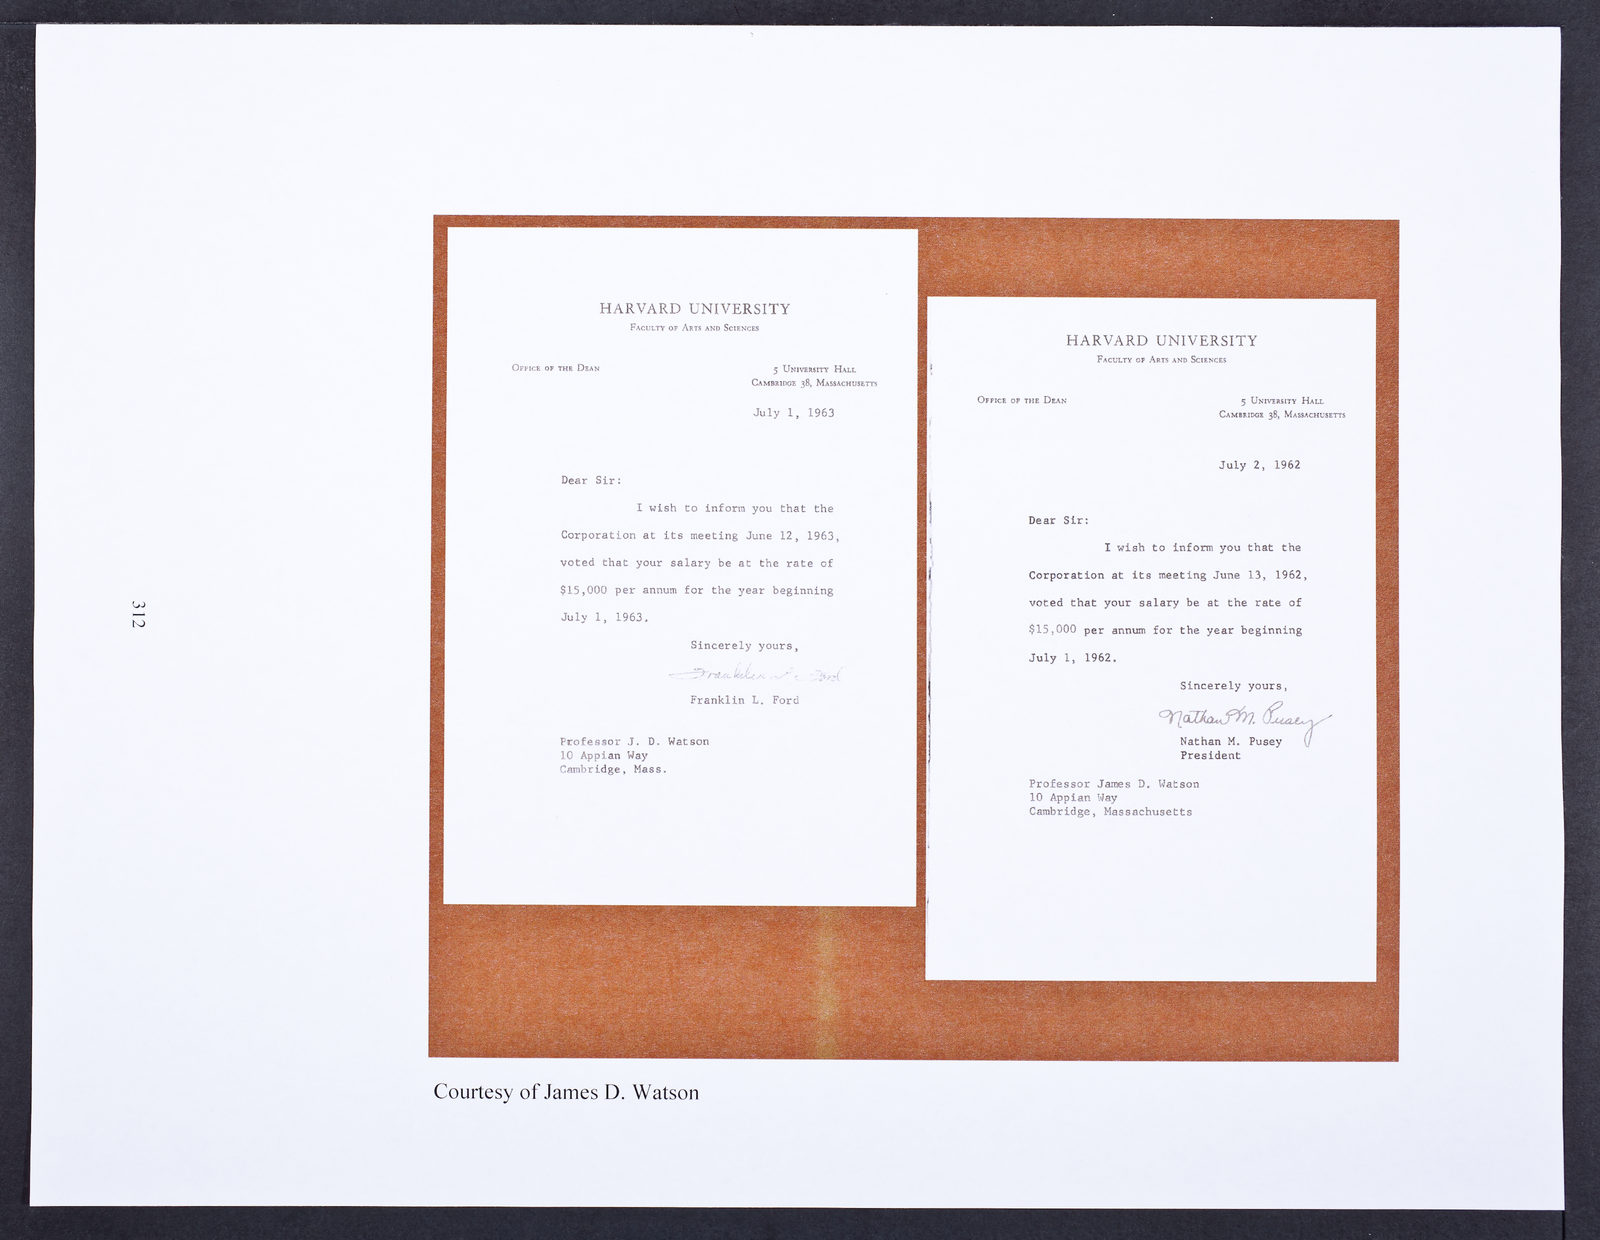 HARVARD UNIVERSITY
Faculty of Arts and Sciences
Office of the Dean
5 University Hall
Cambridge 38, Massachusetts
July 1, 1963
Dear Sir:
I wish to inform you that the
Corporation at its meeting June 12, 1963,
voted that your salary be at the rate of
$15,000 per annum for the year beginning
July 1, 1963.
Sincerely yours,
Franklin L. Ford
Franklin L. Ford
Professor J. D. Watson
10 Appian Way
Cambridge, Mass.
HARVARD UNIVERSITY
Faculty of Arts and Sciences
Office of the Dean
5 University Hall
Cambridge 38, Massachusetts
July 2, 1962
Dear Sir:
I wish to inform you that the
Corporation at its meeting June 13, 1962,
voted that your salary be at the rate of
$15,000 per annum for the year beginning
July 1, 1962.
Sincerely yours,
Nathan M. Pusey
Nathan M. Pusey
President
Professor James D. Watson
10 Appian Way
Cambridge, Massachusetts
Courtesy of James D. Watson
312